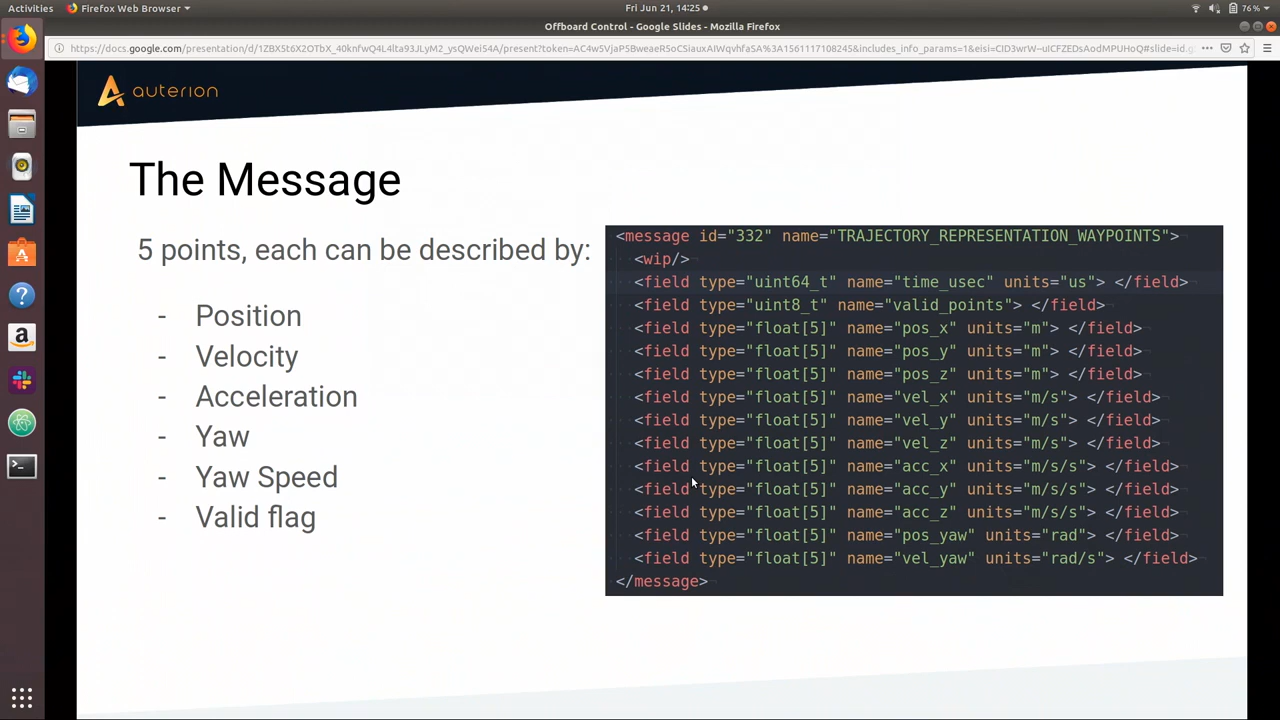 Activities
Firefox Web Browser
Fri Jun 21, 14:25
76%
Offboard Control - Google Slides - Mozilla Firefox
auterion
The Message
5 points, each can be described by:
- Position
- Velocity
- Acceleration
- Yaw
- Yaw Speed
- Valid flag
<message id="332" name="TRAJECTORY_REPRESENTATION_WAYPOINTS">
<wip/>
<field type="uint64_t" name="time_usec" units="us"> </field>
<field type="uint8_t" name="valid_points"> </field>
<field type="float[5]" name="pos_x" units="m"> </field>
<field type="float[5]" name="pos_y" units="m"> </field>
<field type="float[5]" name="pos_z" units="m"> </field>
<field type="float[5]" name="vel_x" units="m/s"> </field>
<field type="float[5]" name="vel_y" units="m/s"> </field>
<field type="float[5]" name="vel_z" units="m/s"> </field>
<field type="float[5]" name="acc_x" units="m/s/s"> </field>
<field type="float[5]" name="acc_y" units="m/s/s"> </field>
<field type="float[5]" name="acc_z" units="m/s/s"> </field>
<field type="float[5]" name="pos_yaw" units="rad"> </field>
<field type="float[5]" name="vel_yaw" units="rad/s"> </field>
</message>